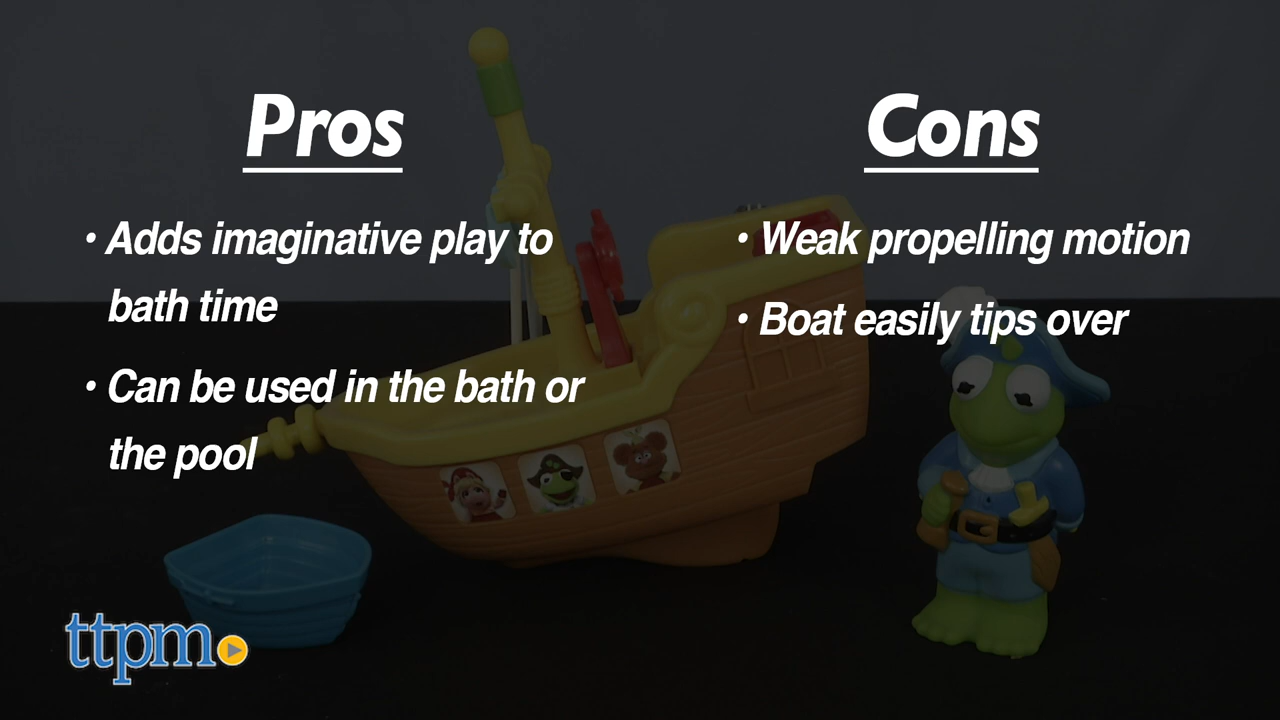 Pros
• Adds imaginative play to
bath time
• Can be used in the bath or
the pool
Cons
• Weak propelling motion
• Boat easily tips over
ttpm